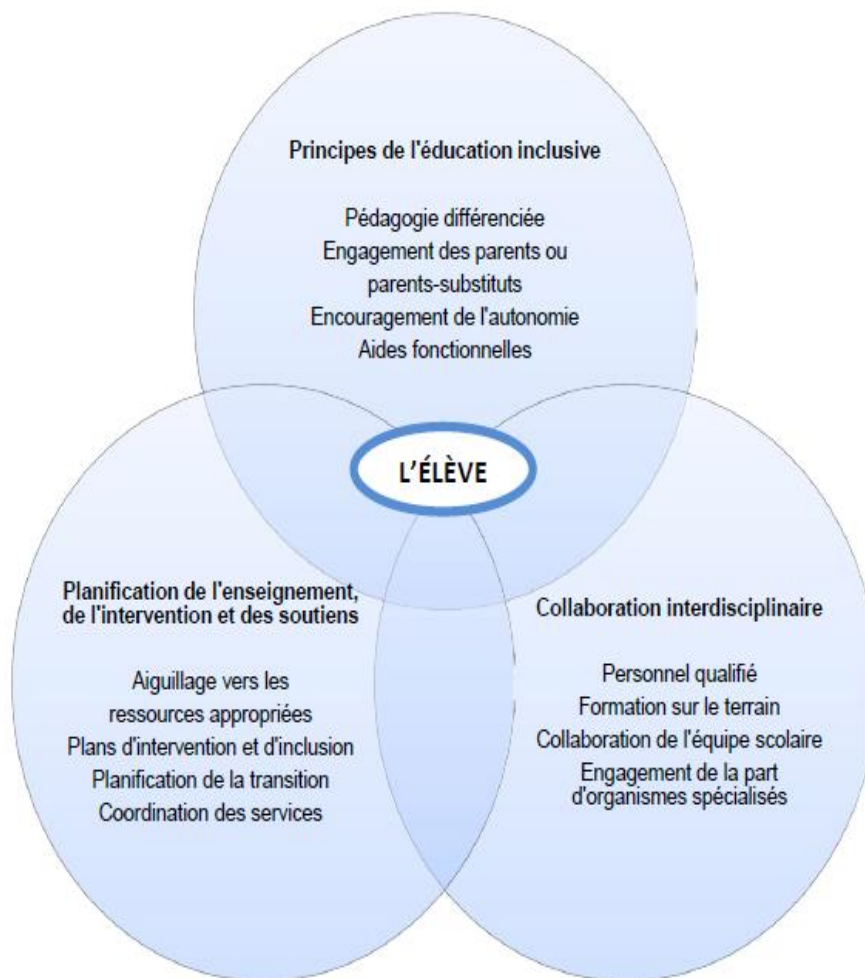 Principes de l'éducation inclusive
Pédagogie différenciée
Engagement des parents ou
parents-substituts
Encouragement de l'autonomie
Aides fonctionnelles
L'ÉLÈVE
Planification de l'enseignement,
de l'intervention et des soutiens
Aiguillage vers les
ressources appropriées
Plans d'intervention et d'inclusion
Planification de la transition
Coordination des services
Collaboration interdisciplinaire
Personnel qualifié
Formation sur le terrain
Collaboration de l'équipe scolaire
Engagement de la part
d'organismes spécialisés